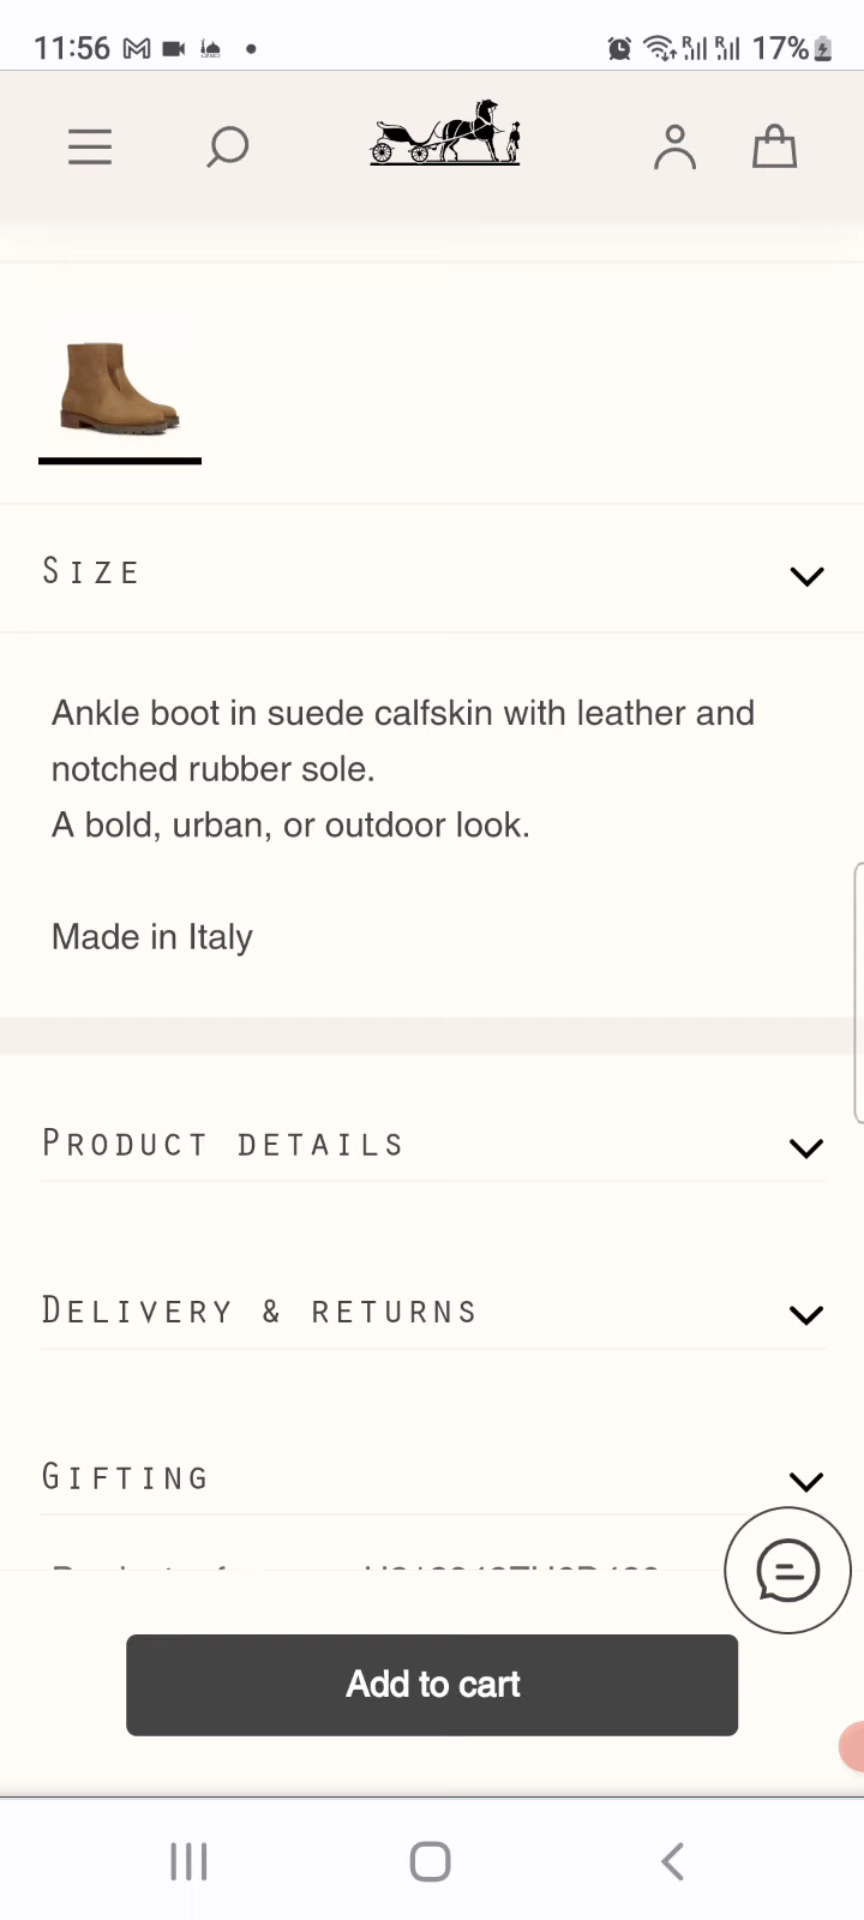 11:56
17%
SIZE
Ankle boot in suede calfskin with leather and
notched rubber sole.
A bold, urban, or outdoor look.
Made in Italy
PRODUCT DETAILS
DELIVERY & RETURNS
GIFTING
Add to cart